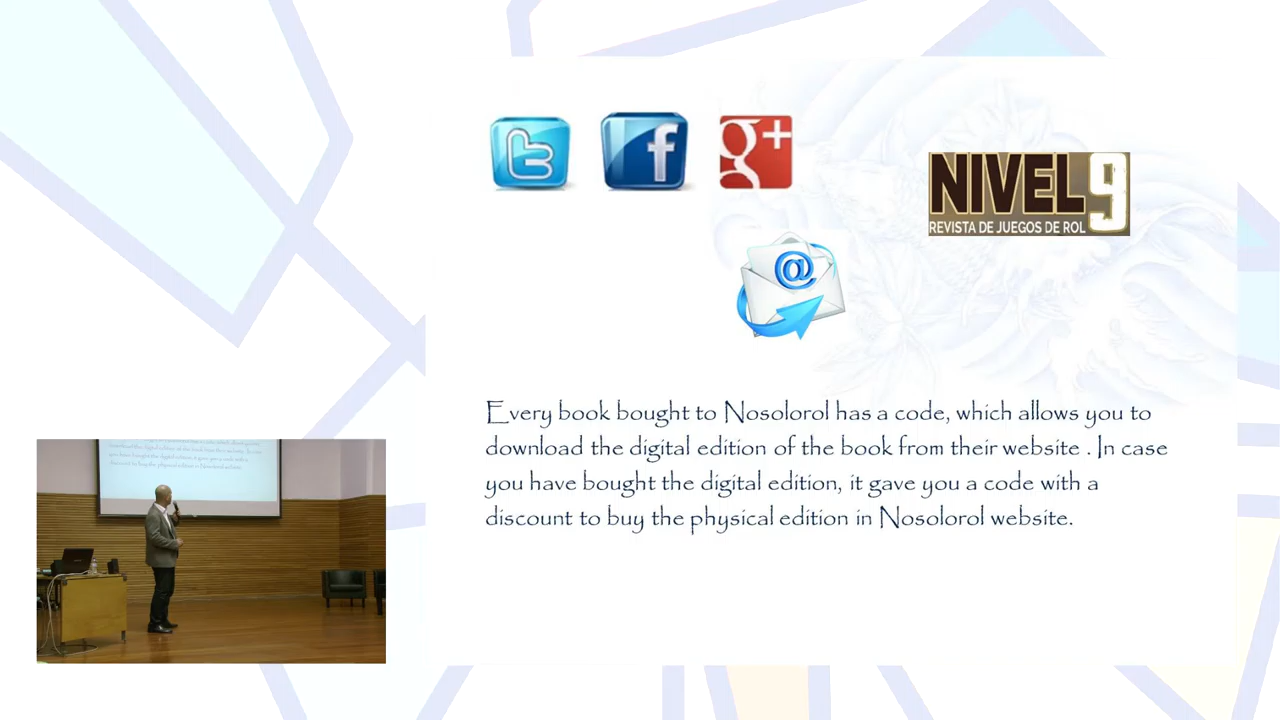 g+
NIVEL 9
REVISTA DE JUEGOS DE ROL
@
Every book bought to Nosolorol has a code, which allows you to
download the digital edition of the book from their website . In case
you have bought the digital edition, it gave you a code with a
discount to buy the physical edition in Nosolorol website.